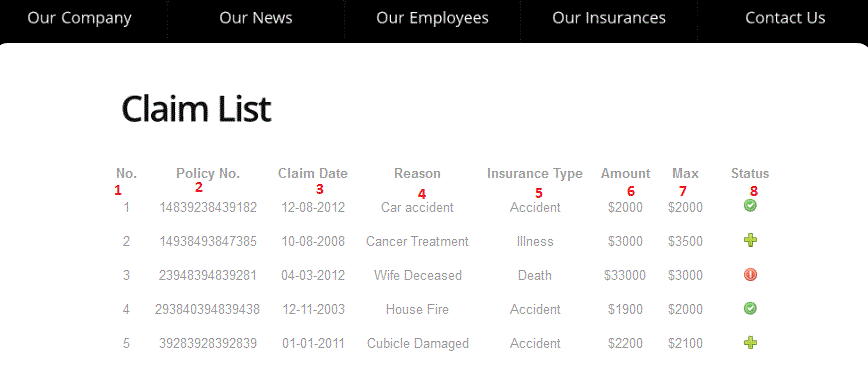 Our Company Our News Our Employees Our Insurances Contact Us
Claim List
No. Policy No. Claim Date Reason Insurance Type Amount Max Status
1 2 3 4 5 6 7 8
1 14839238439182 12-08-2012 Car accident Accident $2000 $2000
2 14938493847385 10-08-2008 Cancer Treatment Illness $3000 $3500
3 23948394839281 04-03-2012 Wife Deceased Death $33000 $3000
4 293840394839438 12-11-2003 House Fire Accident $1900 $2000
5 39283928392839 01-01-2011 Cubicle Damaged Accident $2200 $2100